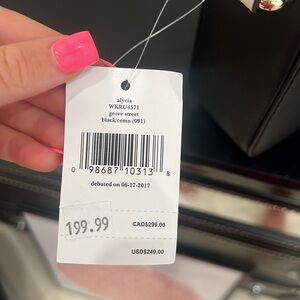 alycia
WKRU4571
grove street
black/cemn (091)
0 98687 10313 8
debuted on 06-17-2017
199.99
CAD$299.00
USD$249.00